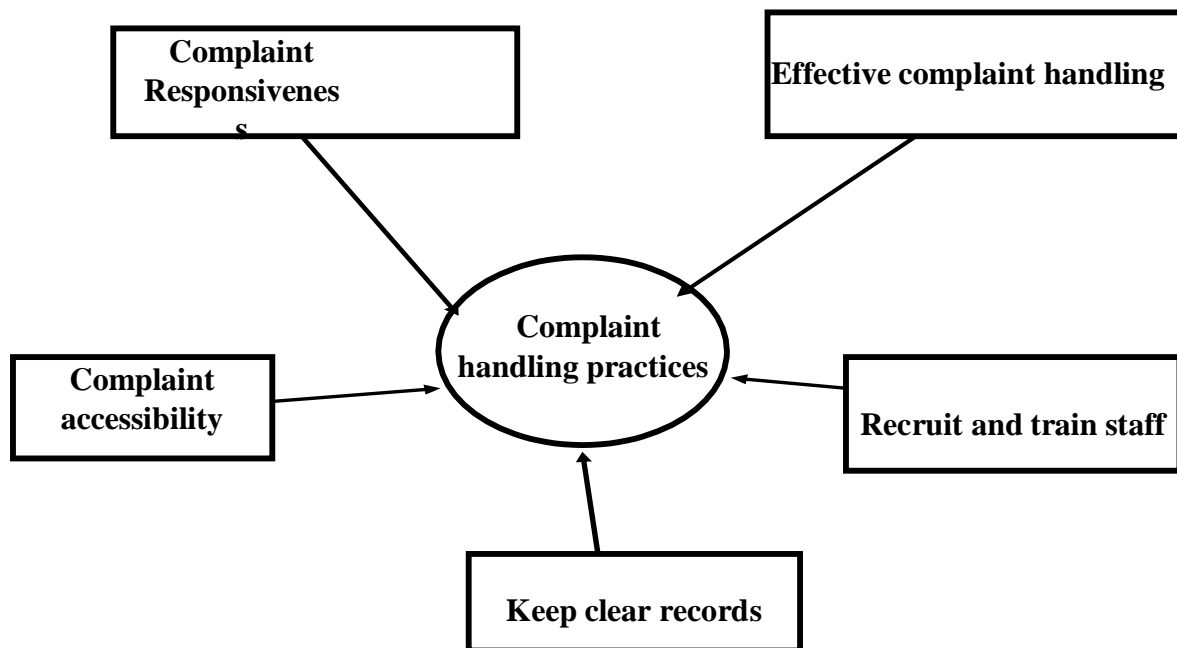 Complaint
Responsivenes
s
Effective complaint handling
Complaint
handling practices
Complaint
accessibility
Recruit and train staff
Keep clear records